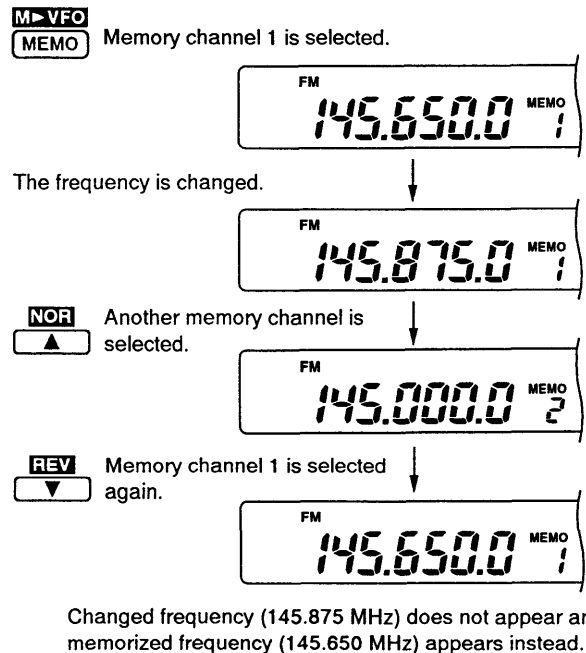 M►VFO
MEMO Memory channel 1 is selected.
FM
145.650.0 MEMO 1
The frequency is changed.
FM
145.875.0 MEMO 1
NOR Another memory channel is
▲ selected.
FM
145.000.0 MEMO 2
REV Memory channel 1 is selected
▼ again.
FM
145.650.0 MEMO 1
Changed frequency (145.875 MHz) does not appear
memorized frequency (145.650 MHz) appears instead.